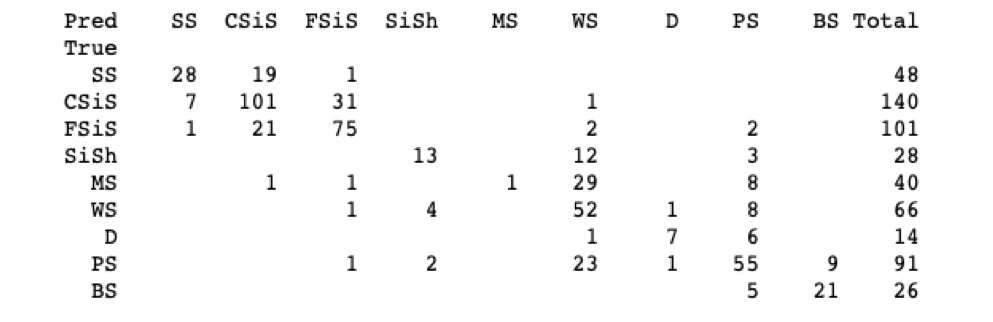 Pred SS CSiS FSiS SiSh MS WS D PS BS Total
True
SS 28 19 1 48
CSiS 7 101 31 1 140
FSiS 1 21 75 2 2 101
SiSh 13 12 3 28
MS 1 1 1 29 8 40
WS 1 4 52 1 8 66
D 1 7 6 14
PS 1 2 23 1 55 9 91
BS 5 21 26